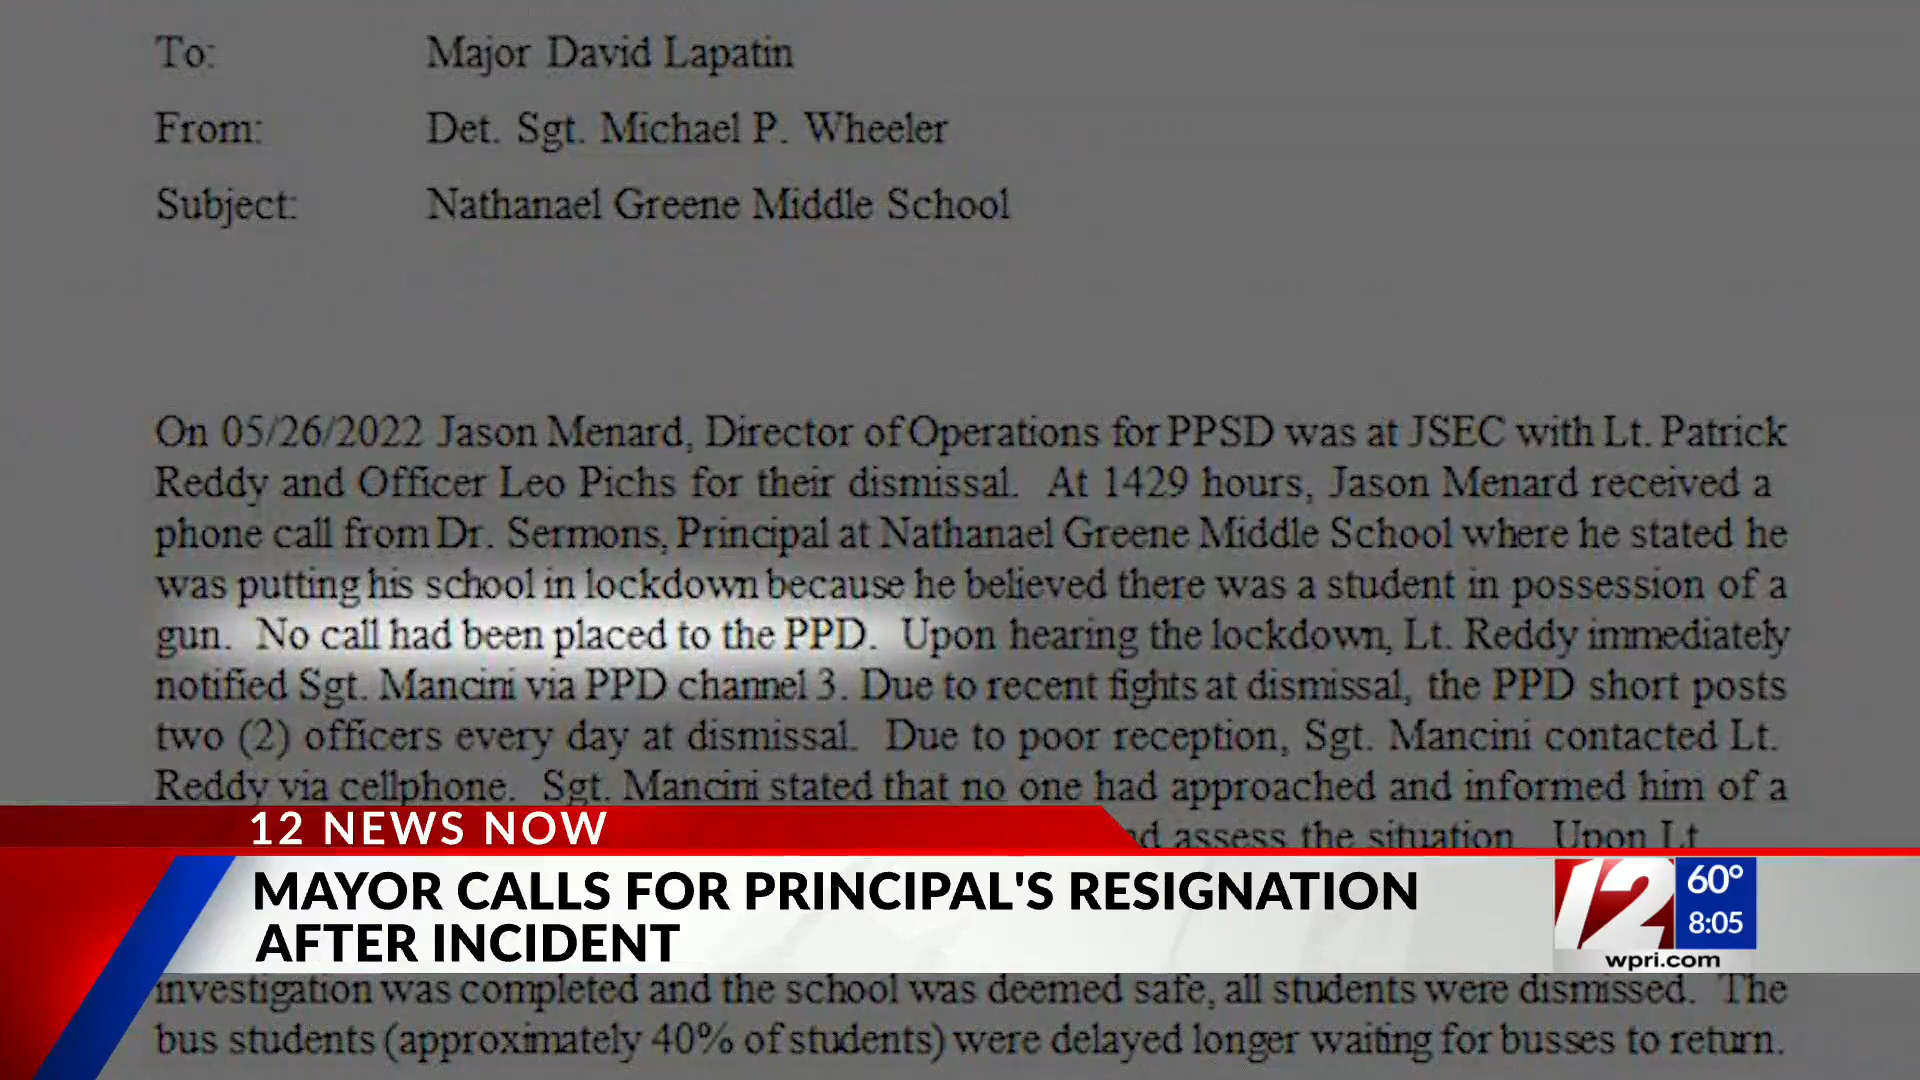 To: Major David Lapatin
From: Det. Sgt. Michael P. Wheeler
Subject: Nathanael Greene Middle School
On 05/26/2022 Jason Menard, Director of Operations for PPSD was at JSEC with Lt. Patrick
Reddy and Officer Leo Pichs for their dismissal. At 1429 hours, Jason Menard received a
phone call from Dr. Sermons, Principal at Nathanael Greene Middle School where he stated he
was putting his school in lockdown because he believed there was a student in possession of a
gun. No call had been placed to the PPD. Upon hearing the lockdown, Lt. Reddy immediately
notified Sgt. Mancini via PPD channel 3. Due to recent fights at dismissal, the PPD short posts
two (2) officers every day at dismissal. Due to poor reception, Sgt. Mancini contacted Lt.
Reddy via cellphone. Sgt. Mancini stated that no one had approached and informed him of a
assess the situation. Upon Lt
12 NEWS NOW
MAYOR CALLS FOR PRINCIPAL'S RESIGNATION
AFTER INCIDENT
12
60°
8:05
wpri.com
investigation was completed and the school was deemed safe, all students were dismissed. The
bus students (approximately 40% of students) were delayed longer waiting for busses to return.